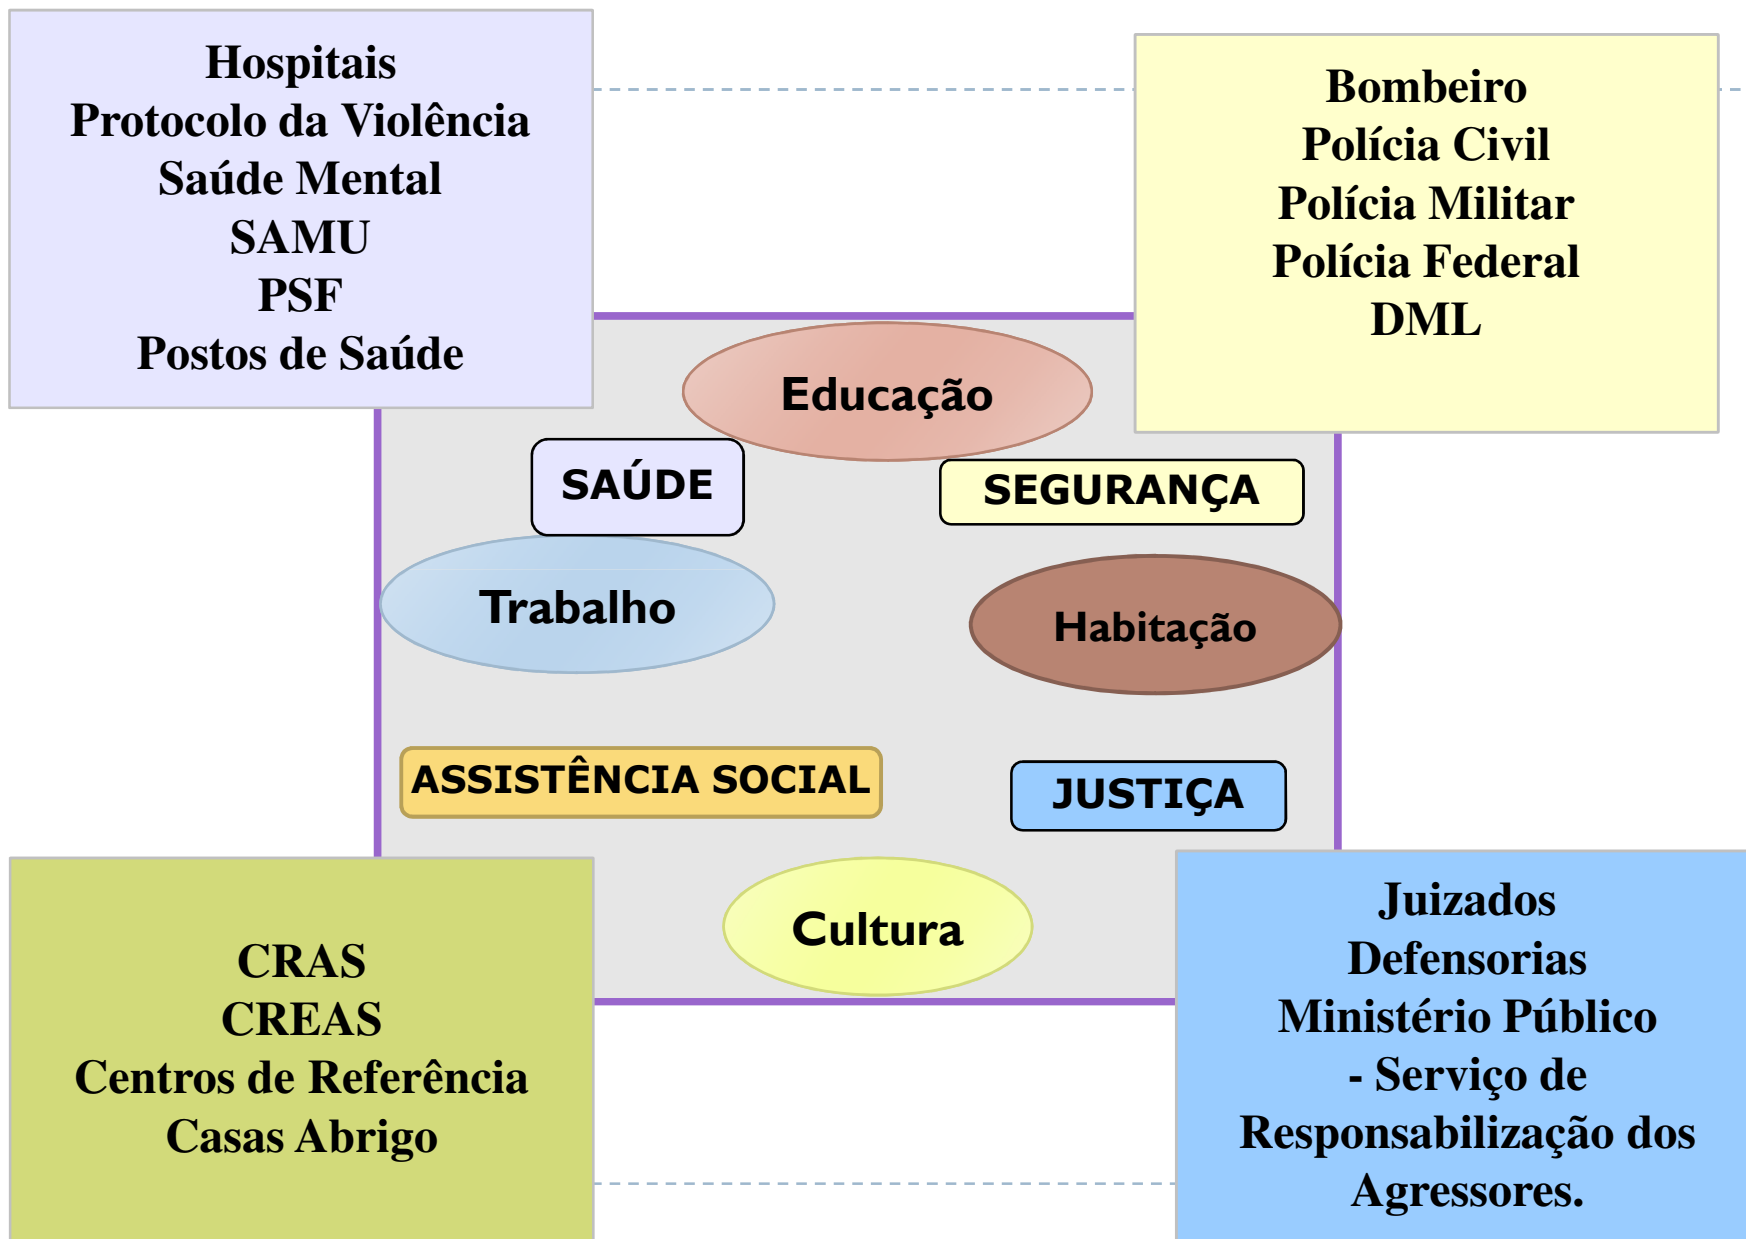 Hospitais
Protocolo da Violência
Saúde Mental
SAMU
PSF
Postos de Saúde
Bombeiro
Polícia Civil
Polícia Militar
Polícia Federal
DML
Educação
SAÚDE
SEGURANÇA
Trabalho
Habitação
ASSISTÊNCIA SOCIAL
JUSTIÇA
Cultura
CRAS
CREAS
Centros de Referência
Casas Abrigo
Juizados
Defensorias
Ministério Público
- Serviço de
Responsabilização dos
Agressores.